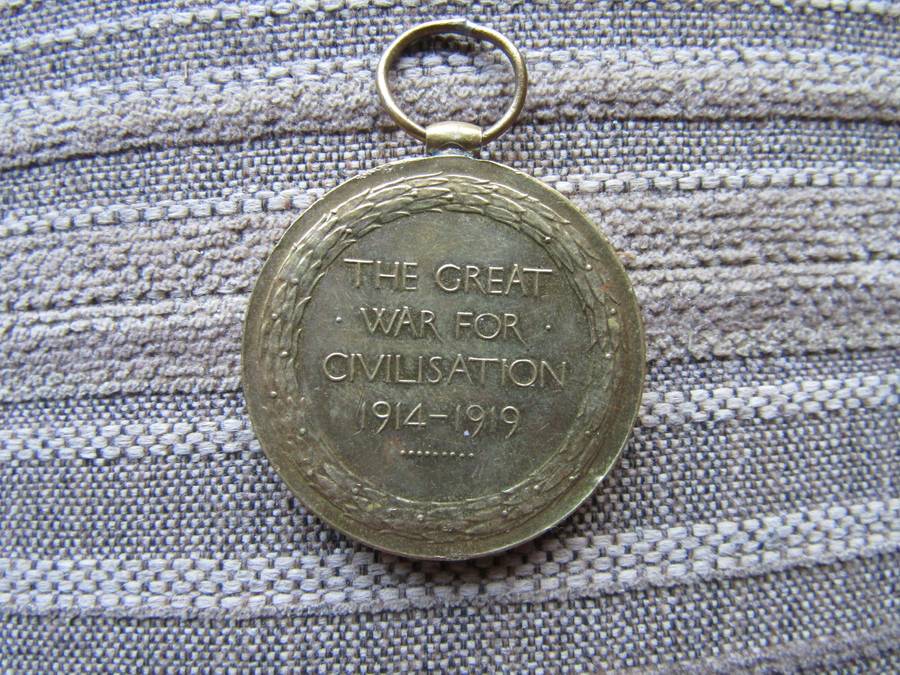 THE GREAT
· WAR FOR ·
CIVILISATION
1914-1919